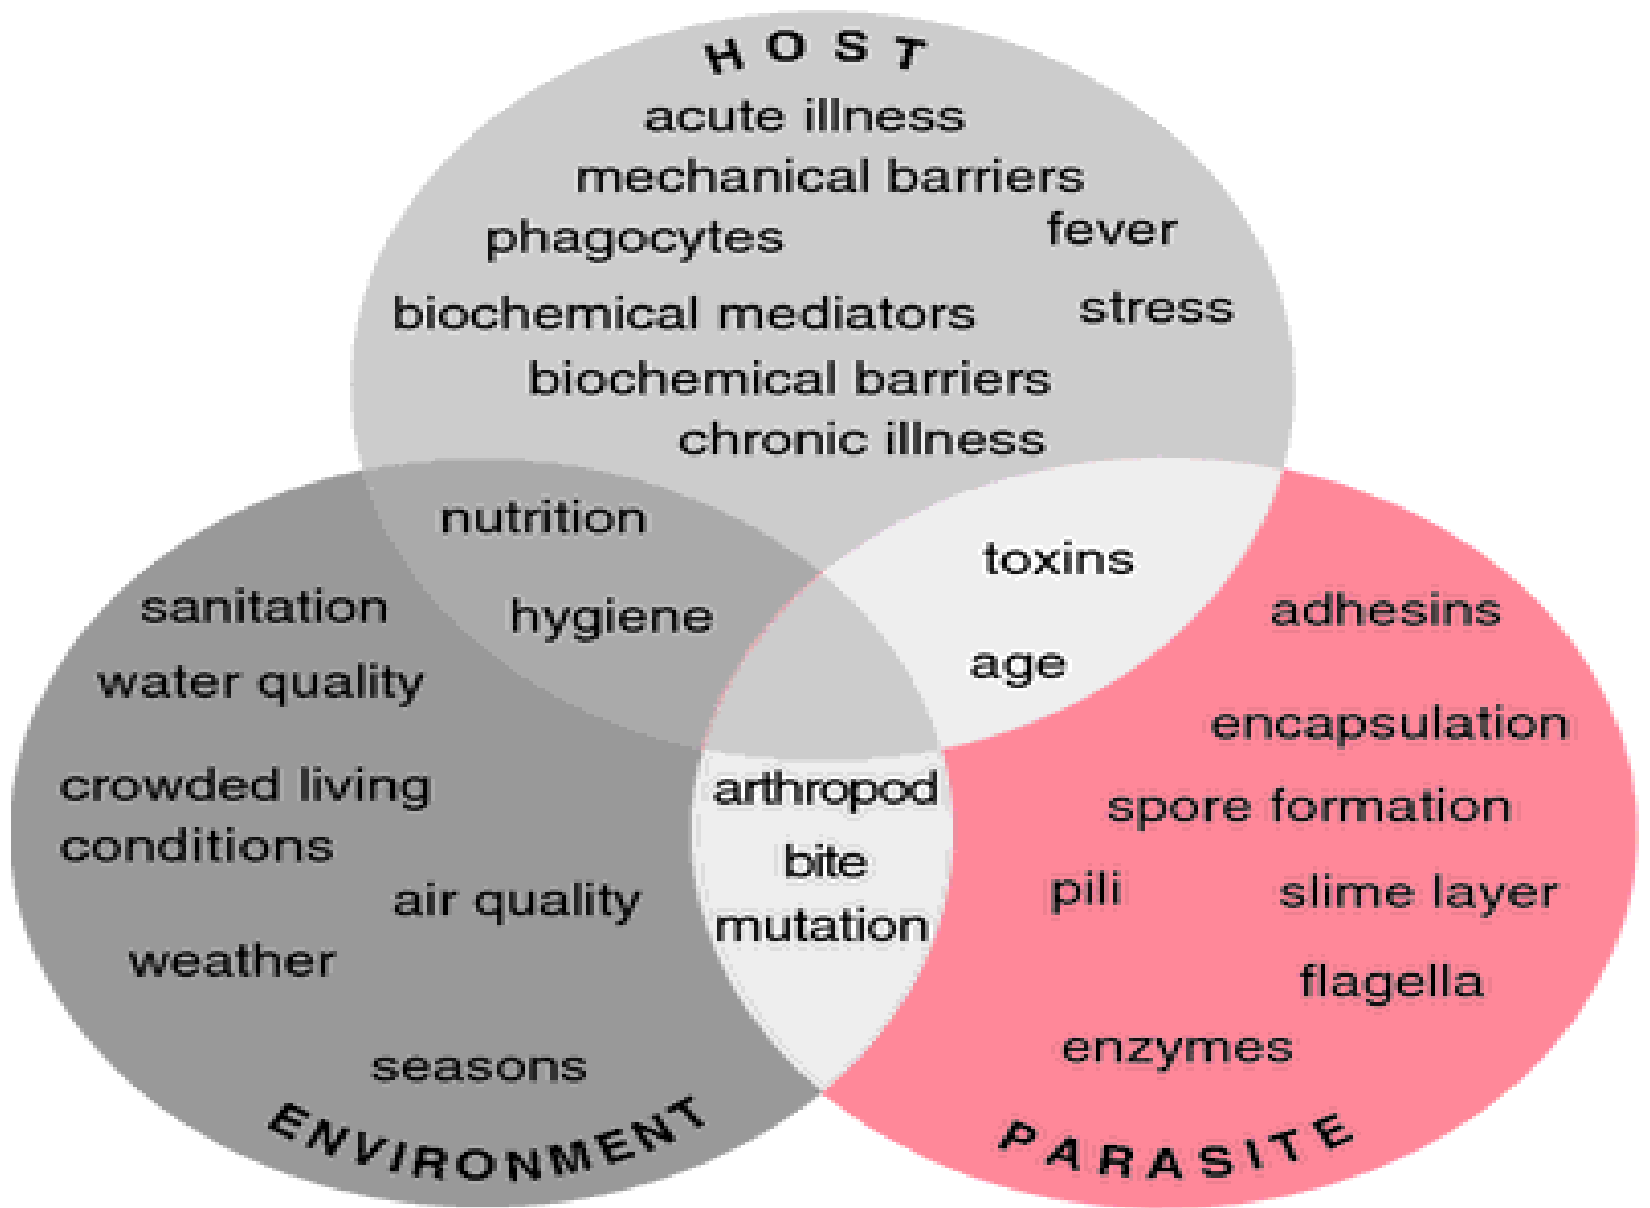 HOST
acute illness
mechanical barriers
phagocytes
fever
biochemical mediators
stress
biochemical barriers
chronic illness
nutrition
hygiene
toxins
age
sanitation
water quality
crowded living
conditions
air quality
weather
seasons
ENVIRONMENT
arthropod
bite
mutation
adhesins
encapsulation
spore formation
pili
slime layer
flagella
enzymes
PARASITE